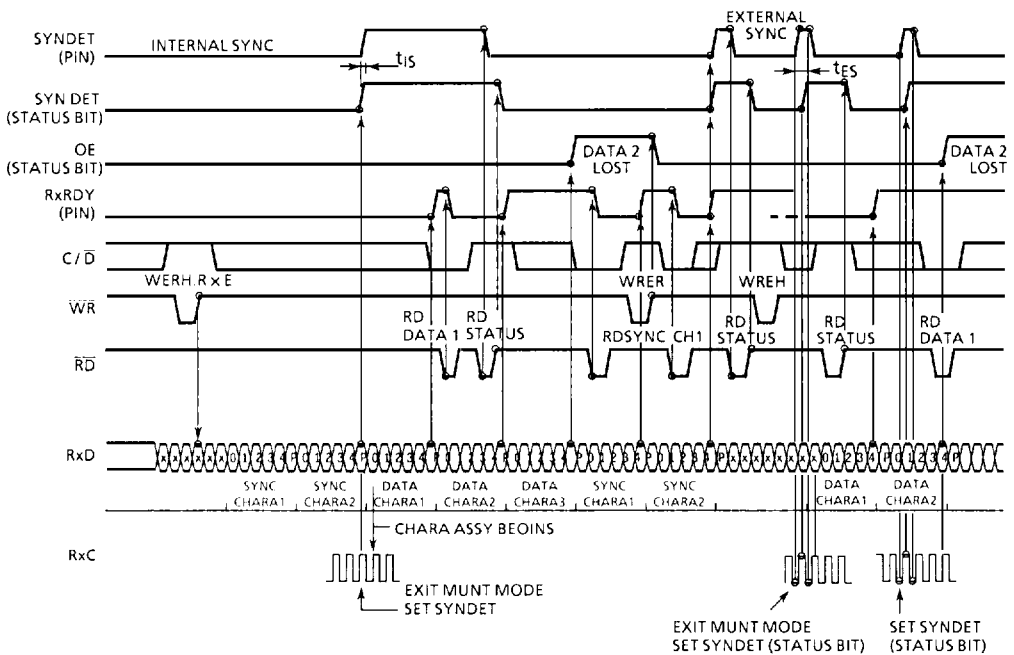 EXTERNAL
SYNC
SYNDET
(PIN)
INTERNAL SYNC
tIS
tES
SYN DET
(STATUS BIT)
OE
(STATUS BIT)
DATA 2
LOST
DATA 2
LOST
RxRDY
(PIN)
C/D
WERH.RxE
WRER
WREH
WR
RD
DATA 1
RD
STATUS
RDSYNC CH1
RD
STATUS
RD
STATUS
RD
DATA 1
RD
RxD
SYNC
CHARA1
SYNC
CHARA2
DATA
CHARA1
DATA
CHARA2
DATA
CHARA3
SYNC
CHARA1
SYNC
CHARA2
DATA
CHARA1
DATA
CHARA2
CHARA ASSY BEOINS
RxC
EXIT MUNT MODE
SET SYNDET
EXIT MUNT MODE
SET SYNDET (STATUS BIT)
SET SYNDET
(STATUS BIT)